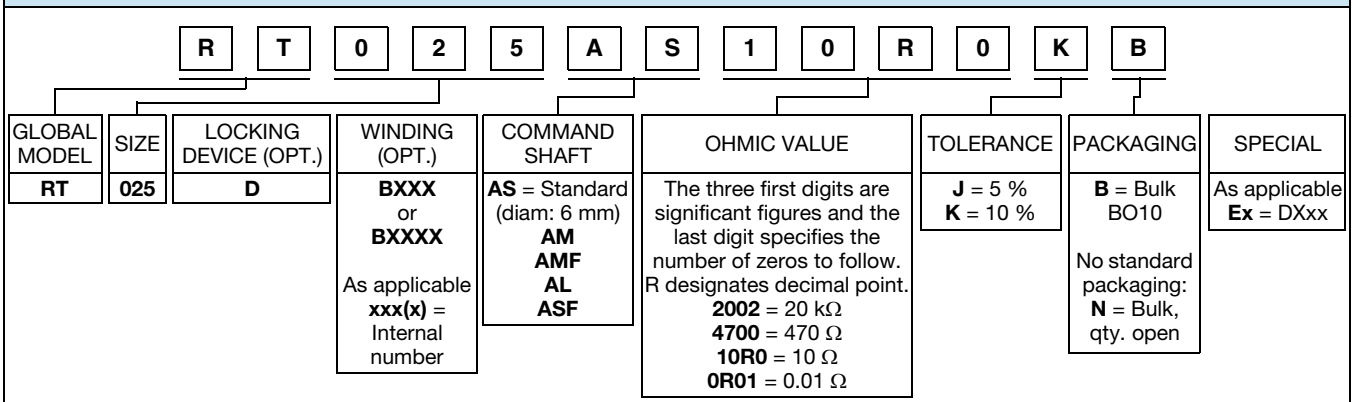 R T 0 2 5 A S 1 0 R 0 K B
GLOBAL
MODEL
RT
SIZE
025
LOCKING
DEVICE (OPT.)
D
WINDING
(OPT.)
BXXX
or
BXXXX
As applicable
xxx(x) =
Internal
number
COMMAND
SHAFT
AS = Standard
(diam: 6 mm)
AM
AMF
AL
ASF
OHMIC VALUE
The three first digits are
significant figures and the
last digit specifies the
number of zeros to follow.
R designates decimal point.
2002 = 20 kΩ
4700 = 470 Ω
10R0 = 10 Ω
0R01 = 0.01 Ω
TOLERANCE
J = 5 %
K = 10 %
PACKAGING
B = Bulk
BO10
No standard
packaging:
N = Bulk,
qty. open
SPECIAL
As applicable
Ex = DXxx